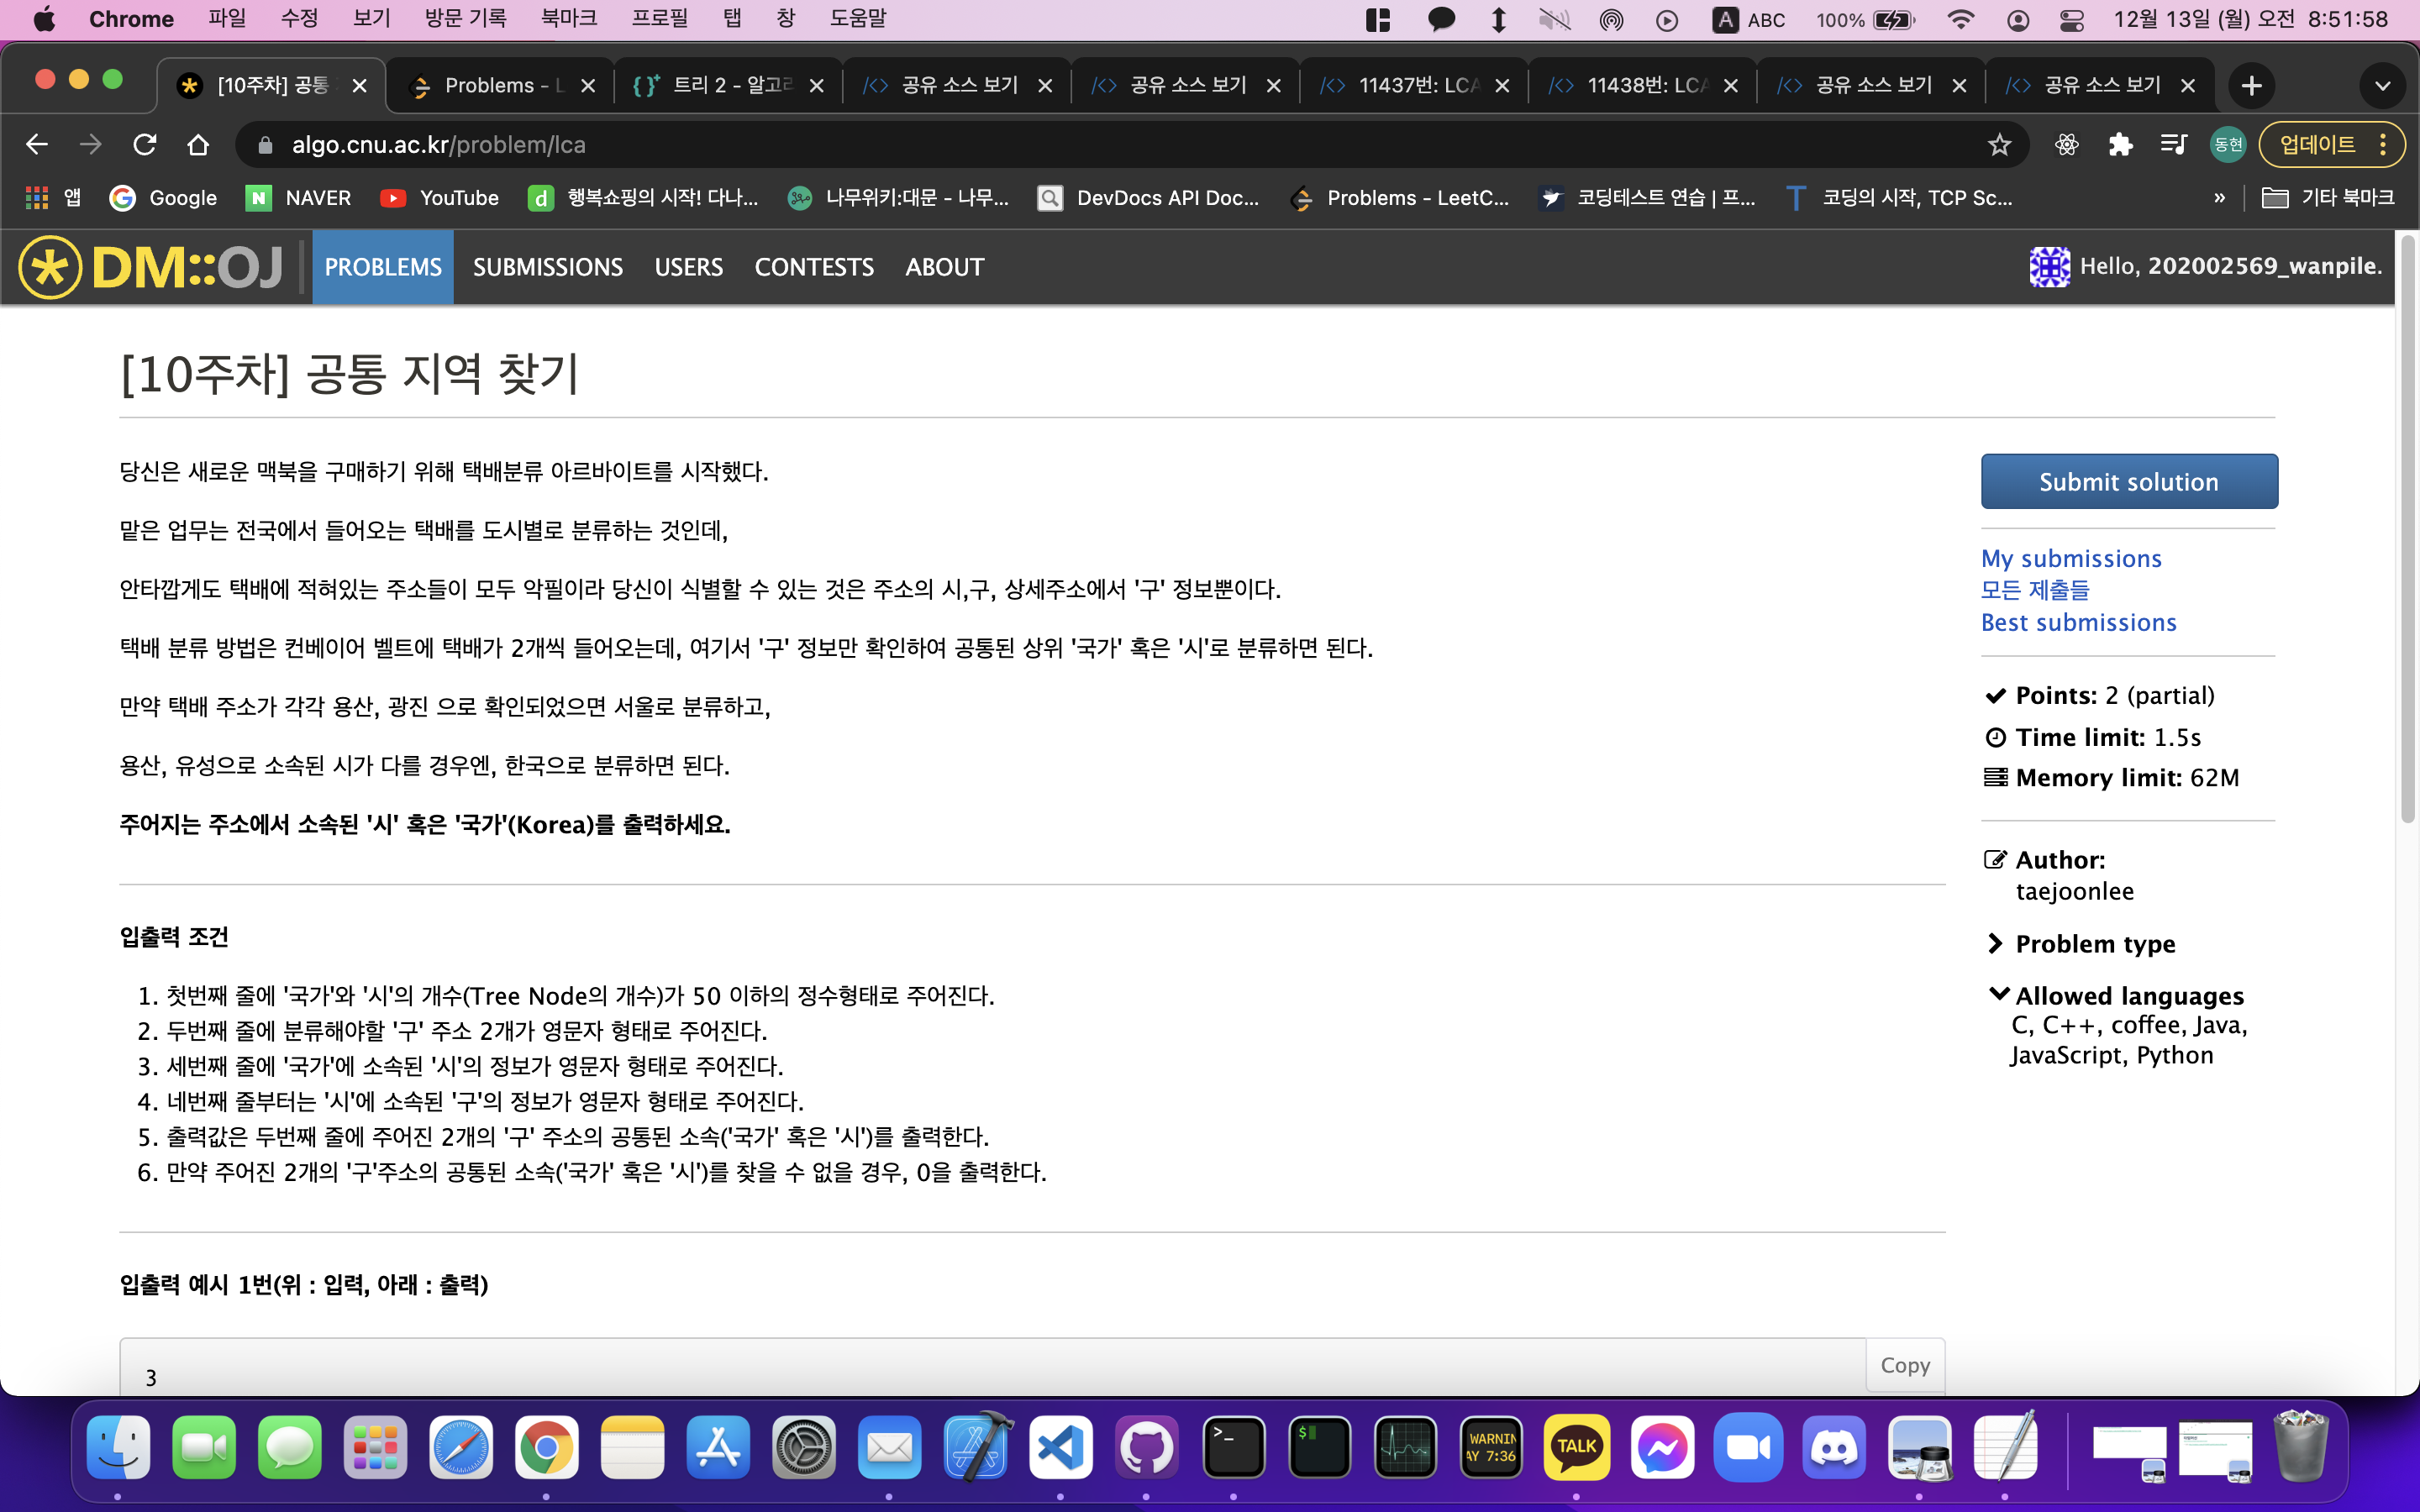 Chrome 파일 수정 보기 방문 기록 북마크 프로필 탭 창 도움말 A ABC 100% 12월 13일 (월) 오전 8:51:58
[10주차] 공통 Problems - L 트리 2 - 알고리 공유 소스 보기 공유 소스 보기 11437번: LCA 11438번: LCA 공유 소스 보기 공유 소스 보기
algo.cnu.ac.kr/problem/lca 동현 업데이트
앱 Google NAVER YouTube 행복쇼핑의 시작! 다나... 나무위키:대문 - 나무... DevDocs API Doc... Problems - LeetC... 코딩테스트 연습 | 프... 코딩의 시작, TCP Sc... » 기타 북마크
DM::OJ PROBLEMS SUBMISSIONS USERS CONTESTS ABOUT Hello, 202002569_wanpile.
[10주차] 공통 지역 찾기
당신은 새로운 맥북을 구매하기 위해 택배분류 아르바이트를 시작했다.
맡은 업무는 전국에서 들어오는 택배를 도시별로 분류하는 것인데,
안타깝게도 택배에 적혀있는 주소들이 모두 악필이라 당신이 식별할 수 있는 것은 주소의 시,구, 상세주소에서 '구' 정보뿐이다.
택배 분류 방법은 컨베이어 벨트에 택배가 2개씩 들어오는데, 여기서 '구' 정보만 확인하여 공통된 상위 '국가' 혹은 '시'로 분류하면 된다.
만약 택배 주소가 각각 용산, 광진 으로 확인되었으면 서울로 분류하고,
용산, 유성으로 소속된 시가 다를 경우엔, 한국으로 분류하면 된다.
주어지는 주소에서 소속된 '시' 혹은 '국가'(Korea)를 출력하세요.
입출력 조건
1. 첫번째 줄에 '국가'와 '시'의 개수(Tree Node의 개수)가 50 이하의 정수형태로 주어진다.
2. 두번째 줄에 분류해야할 '구' 주소 2개가 영문자 형태로 주어진다.
3. 세번째 줄에 '국가'에 소속된 '시'의 정보가 영문자 형태로 주어진다.
4. 네번째 줄부터는 '시'에 소속된 '구'의 정보가 영문자 형태로 주어진다.
5. 출력값은 두번째 줄에 주어진 2개의 '구' 주소의 공통된 소속('국가' 혹은 '시')를 출력한다.
6. 만약 주어진 2개의 '구'주소의 공통된 소속('국가' 혹은 '시')를 찾을 수 없을 경우, 0을 출력한다.
입출력 예시 1번(위 : 입력, 아래 : 출력)
3
Copy
Submit solution
My submissions
모든 제출들
Best submissions
Points: 2 (partial)
Time limit: 1.5s
Memory limit: 62M
Author:
taejoonlee
Problem type
Allowed languages
C, C++, coffee, Java,
JavaScript, Python
TALK